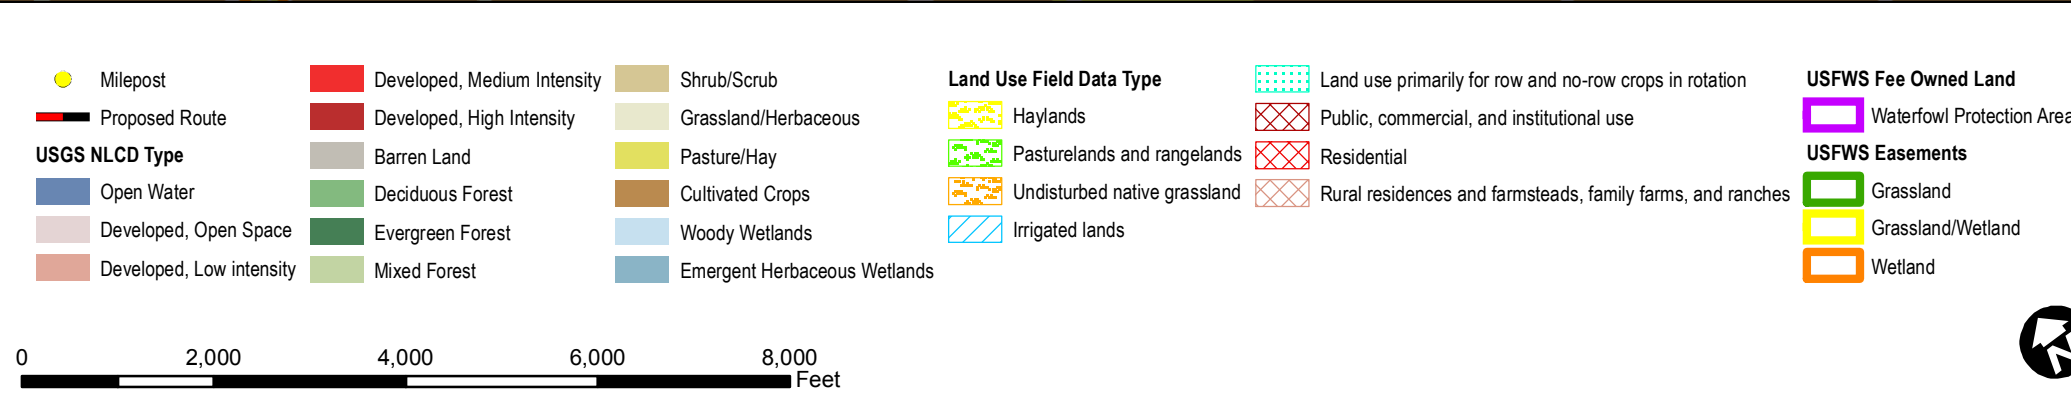 Milepost
Proposed Route
USGS NLCD Type
Open Water
Developed, Open Space
Developed, Low intensity
Developed, Medium Intensity
Developed, High Intensity
Barren Land
Deciduous Forest
Evergreen Forest
Mixed Forest
Shrub/Scrub
Grassland/Herbaceous
Pasture/Hay
Cultivated Crops
Woody Wetlands
Emergent Herbaceous Wetlands
Land Use Field Data Type
Haylands
Pasturelands and rangelands
Undisturbed native grassland
Irrigated lands
Land use primarily for row and no-row crops in rotation
Public, commercial, and institutional use
Residential
Rural residences and farmsteads, family farms, and ranches
USFWS Fee Owned Land
Waterfowl Protection Area
USFWS Easements
Grassland
Grassland/Wetland
Wetland
0 2,000 4,000 6,000 8,000
Feet
N